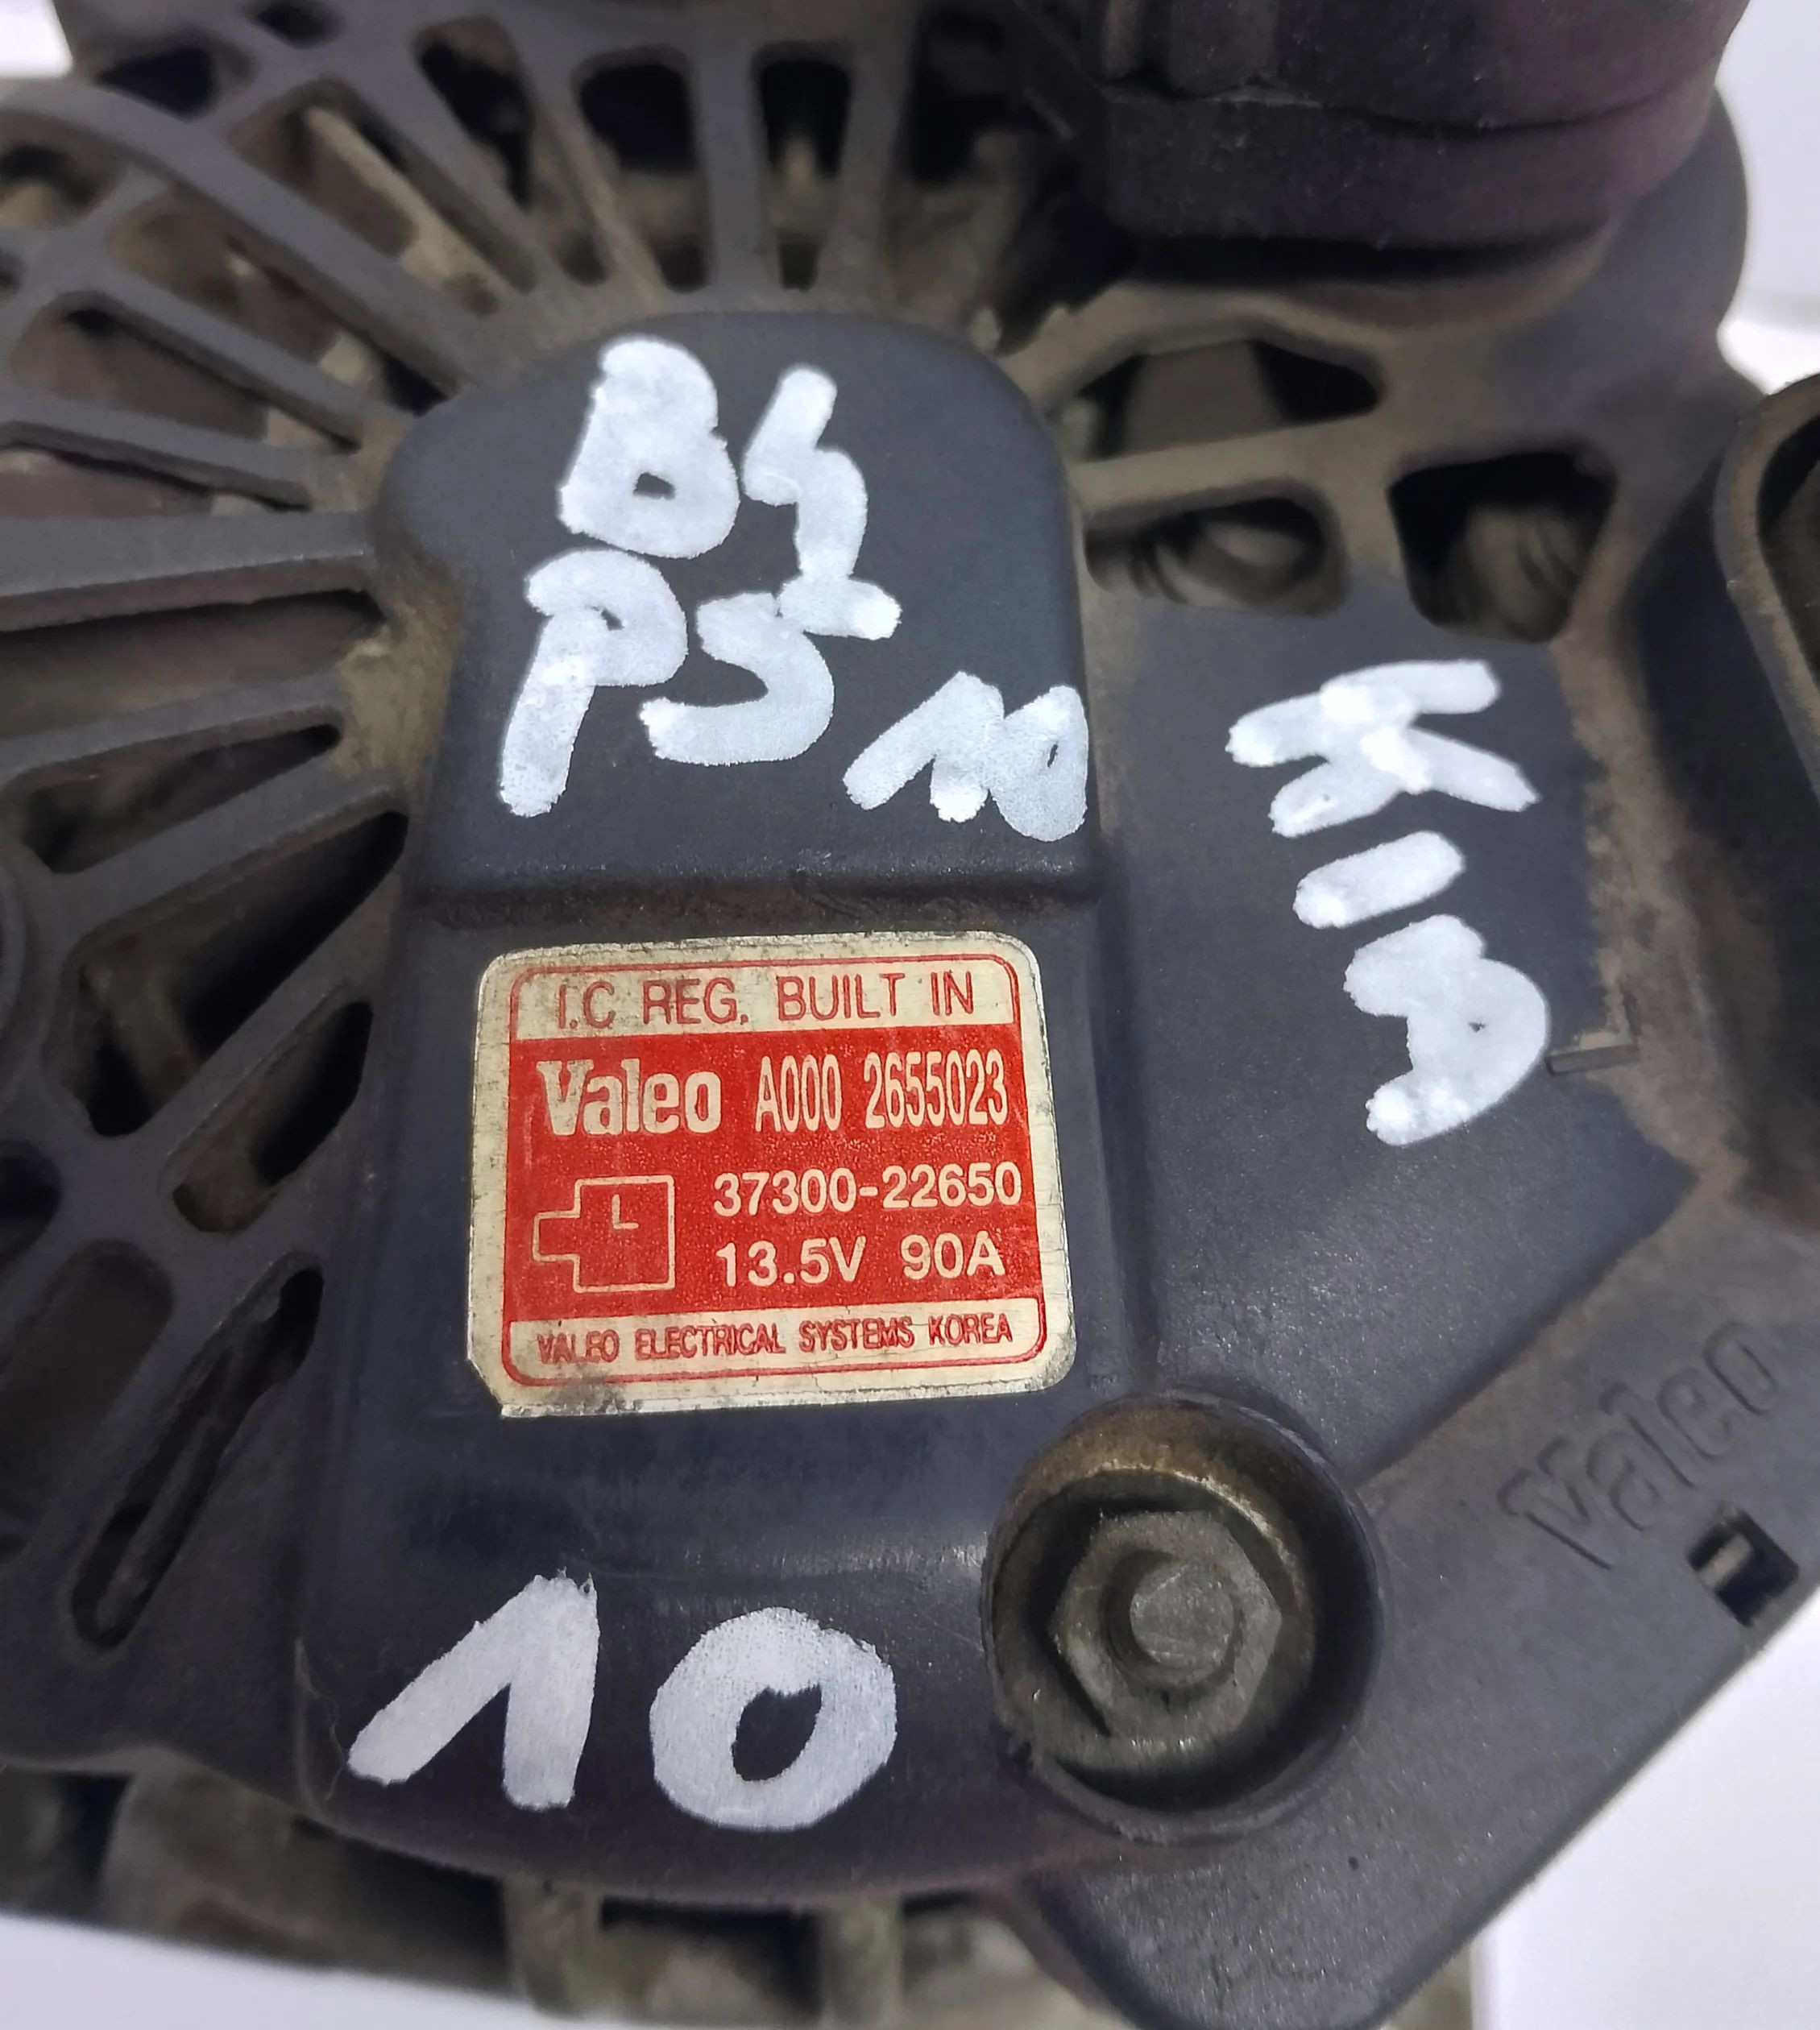 B4
P5 10
KIA
I.C REG. BUILT IN
Valeo A000 2655023
L
37300-22650
13.5V 90A
VALEO ELECTRICAL SYSTEMS KOREA
Valeo
10